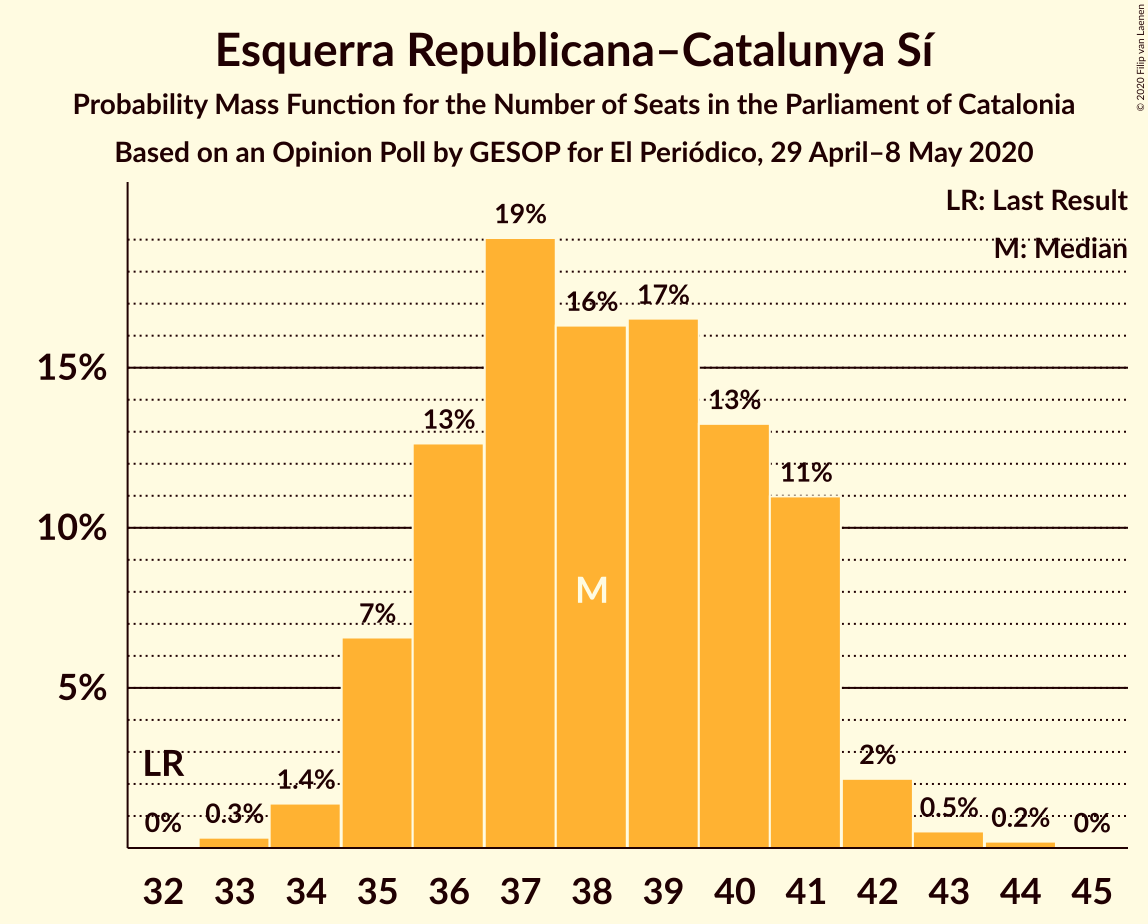 Esquerra Republicana–Catalunya Sí
Probability Mass Function for the Number of Seats in the Parliament of Catalonia
Based on an Opinion Poll by GESOP for El Periódico, 29 April–8 May 2020
© 2020 Filip van Laenen
LR: Last Result
M: Median
19%
16%
17%
15%
13%
13%
11%
10%
M
7%
5%
LR
2%
1.4%
0%
0.3%
0.5%
0.2%
0%
32 33 34 35 36 37 38 39 40 41 42 43 44 45